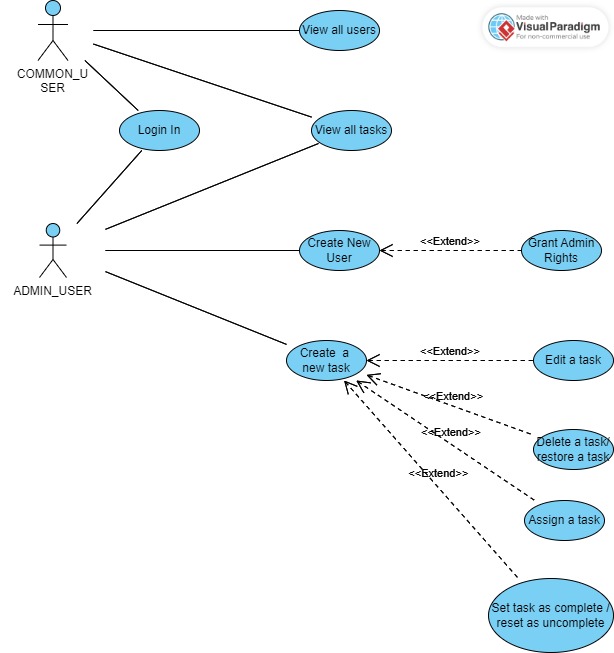 Made with
VisualParadigm
For non-commercial use
View all users
COMMON_U
SER
Login In
View all tasks
ADMIN_USER
Create New
User
<<Extend>>
Grant Admin
Rights
Create a
new task
<<Extend>>
Edit a task
<<Extend>>
Delete a task/
restore a task
<<Extend>>
Assign a task
<<Extend>>
Set task as complete /
reset as uncomplete